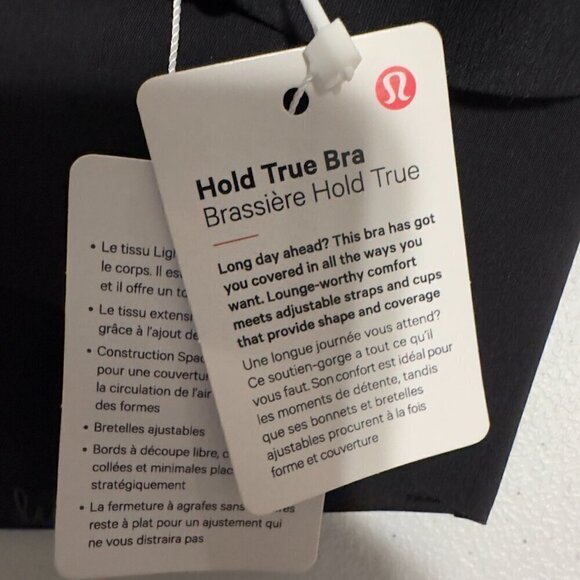 Hold True Bra
Brassière Hold True
Long day ahead? This bra has got
you covered in all the ways you
want. Lounge-worthy comfort
meets adjustable straps and cups
that provide shape and coverage
Une longue journée vous attend?
Ce soutien-gorge a tout ce qu'il
vous faut. Son confort est idéal pour
les moments de détente, tandis
que ses bonnets et bretelles
ajustables procurent à la fois
forme et couverture
• Le tissu
le corps. Il
et il offre un
• Le tissu
grâce à l'ajout de
• Construction
pour une
la circulation de l'air
des formes
• Bretelles ajustables
• Bords à découpe libre,
collées et minimales
stratégiquement
• La fermeture à agrafes sans
reste à plat pour un ajustement qui
ne vous distraira pas